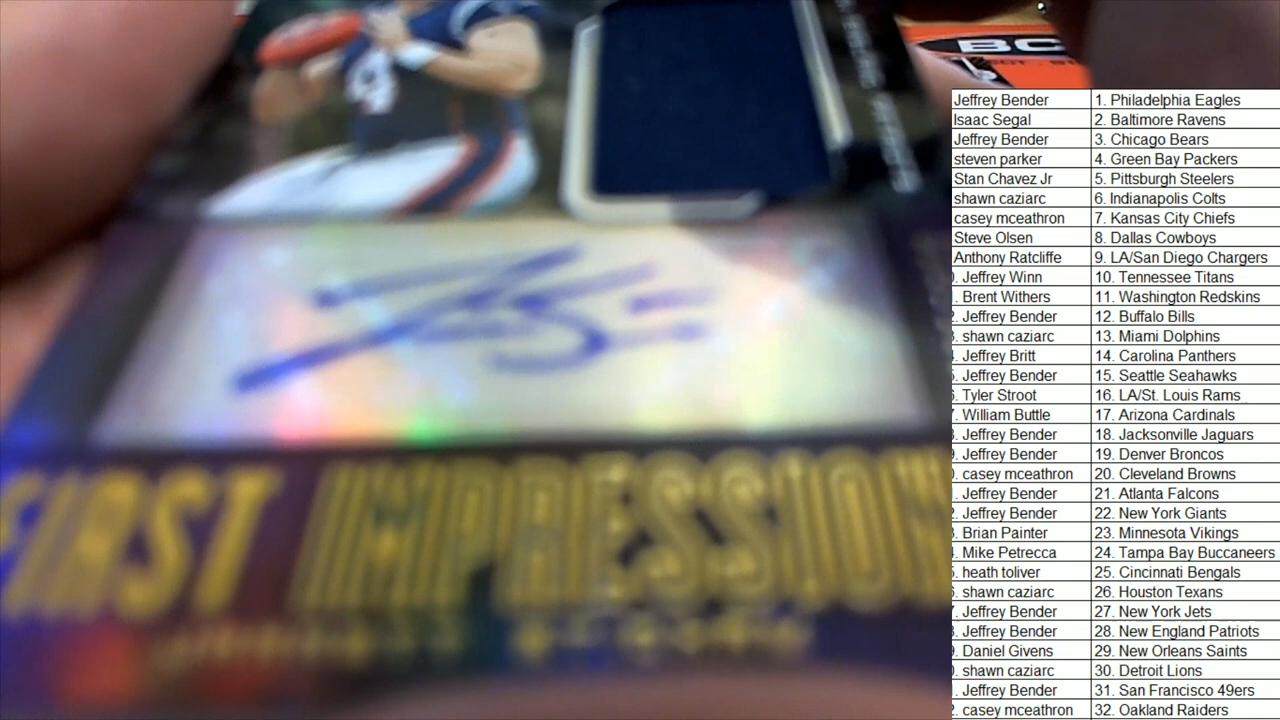 BC
FIRST IMPRESSION
Jeffrey Bender 1. Philadelphia Eagles
Isaac Segal 2. Baltimore Ravens
Jeffrey Bender 3. Chicago Bears
steven parker 4. Green Bay Packers
Stan Chavez Jr 5. Pittsburgh Steelers
shawn caziarc 6. Indianapolis Colts
casey mceathron 7. Kansas City Chiefs
Steve Olsen 8. Dallas Cowboys
Anthony Ratcliffe 9. LA/San Diego Chargers
. Jeffrey Winn 10. Tennessee Titans
. Brent Withers 11. Washington Redskins
. Jeffrey Bender 12. Buffalo Bills
. shawn caziarc 13. Miami Dolphins
. Jeffrey Britt 14. Carolina Panthers
. Jeffrey Bender 15. Seattle Seahawks
. Tyler Stroot 16. LA/St. Louis Rams
. William Buttle 17. Arizona Cardinals
. Jeffrey Bender 18. Jacksonville Jaguars
. Jeffrey Bender 19. Denver Broncos
. casey mceathron 20. Cleveland Browns
. Jeffrey Bender 21. Atlanta Falcons
. Jeffrey Bender 22. New York Giants
. Brian Painter 23. Minnesota Vikings
. Mike Petrecca 24. Tampa Bay Buccaneers
. heath toliver 25. Cincinnati Bengals
. shawn caziarc 26. Houston Texans
. Jeffrey Bender 27. New York Jets
. Jeffrey Bender 28. New England Patriots
. Daniel Givens 29. New Orleans Saints
. shawn caziarc 30. Detroit Lions
. Jeffrey Bender 31. San Francisco 49ers
. casey mceathron 32. Oakland Raiders